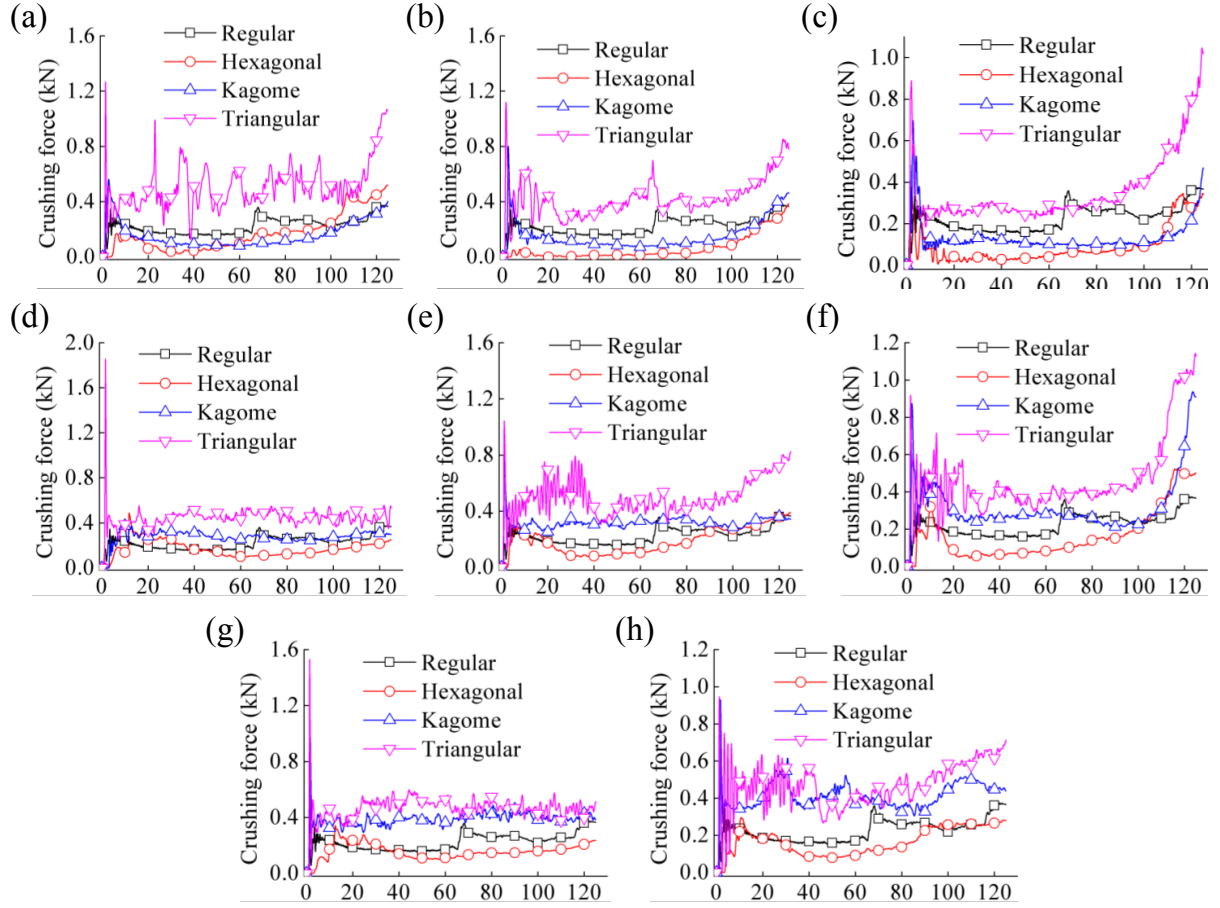 (a)
Crushing force (kN)
1.6
1.2
0.8
0.4
0.0
Regular
Hexagonal
Kagome
Triangular
0 20 40 60 80 100 120
(b)
Crushing force (kN)
1.6
1.2
0.8
0.4
0.0
Regular
Hexagonal
Kagome
Triangular
0 20 40 60 80 100 120
(c)
Crushing force (kN)
1.0
0.8
0.6
0.4
0.2
0.0
Regular
Hexagonal
Kagome
Triangular
0 20 40 60 80 100 120
(d)
Crushing force (kN)
2.0
1.6
1.2
0.8
0.4
0.0
Regular
Hexagonal
Kagome
Triangular
0 20 40 60 80 100 120
(e)
Crushing force (kN)
1.6
1.2
0.8
0.4
0.0
Regular
Hexagonal
Kagome
Triangular
0 20 40 60 80 100 120
(f)
Crushing force (kN)
1.2
1.0
0.8
0.6
0.4
0.2
0.0
Regular
Hexagonal
Kagome
Triangular
0 20 40 60 80 100 120
(g)
Crushing force (kN)
1.6
1.2
0.8
0.4
0.0
Regular
Hexagonal
Kagome
Triangular
0 20 40 60 80 100 120
(h)
Crushing force (kN)
1.2
1.0
0.8
0.6
0.4
0.2
0.0
Regular
Hexagonal
Kagome
Triangular
0 20 40 60 80 100 120